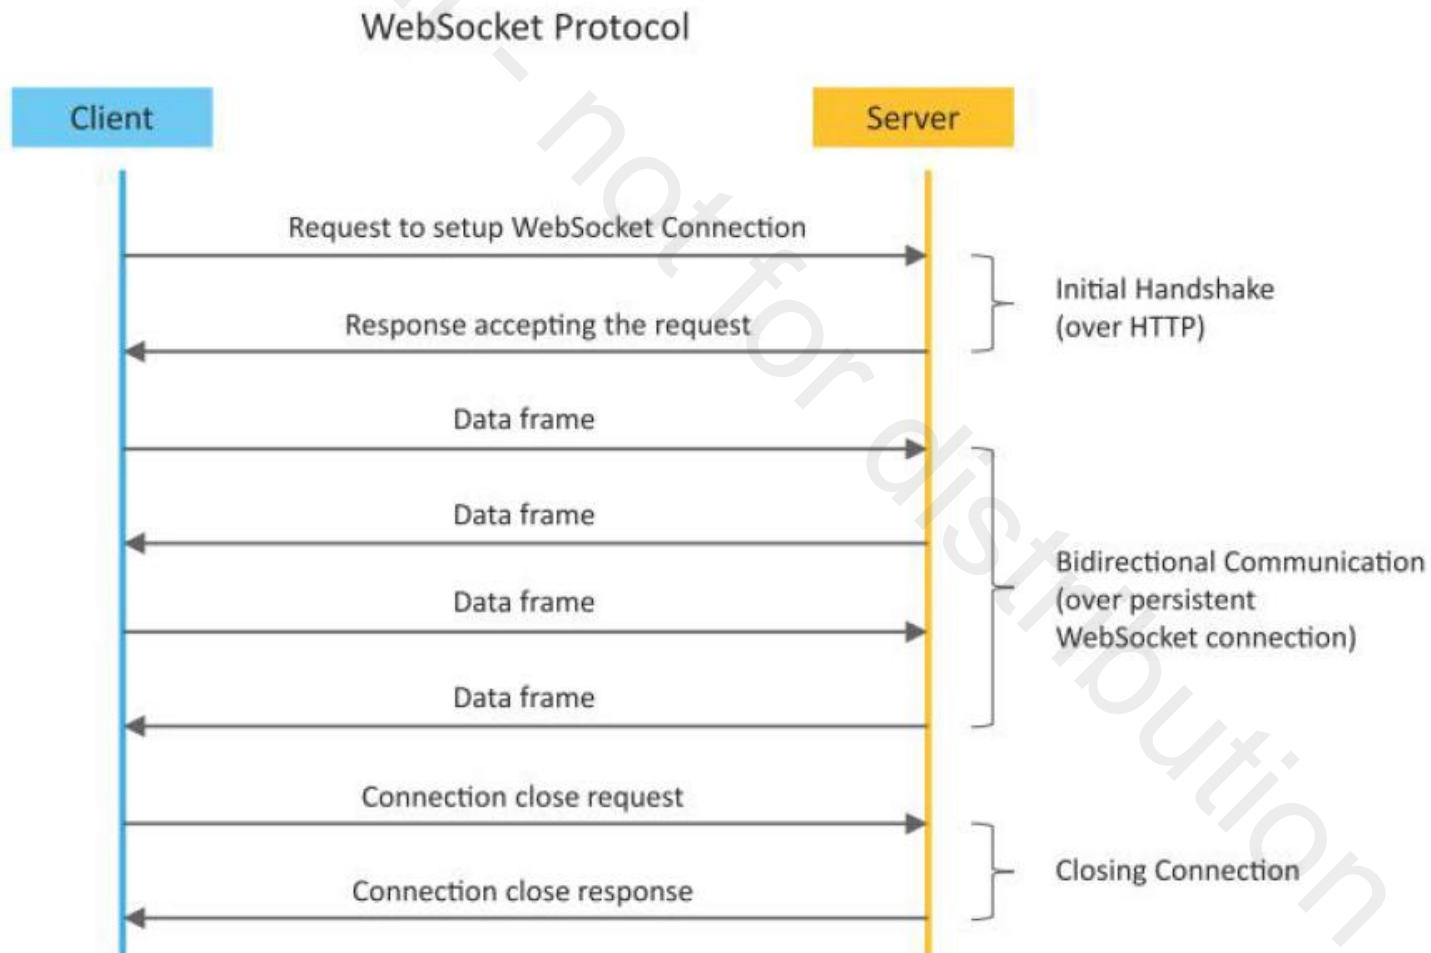 WebSocket Protocol
Client
Server
Request to setup WebSocket Connection
Response accepting the request
Initial Handshake
(over HTTP)
Data frame
Data frame
Data frame
Data frame
Bidirectional Communication
(over persistent
WebSocket connection)
Connection close request
Connection close response
Closing Connection
- not for distribution